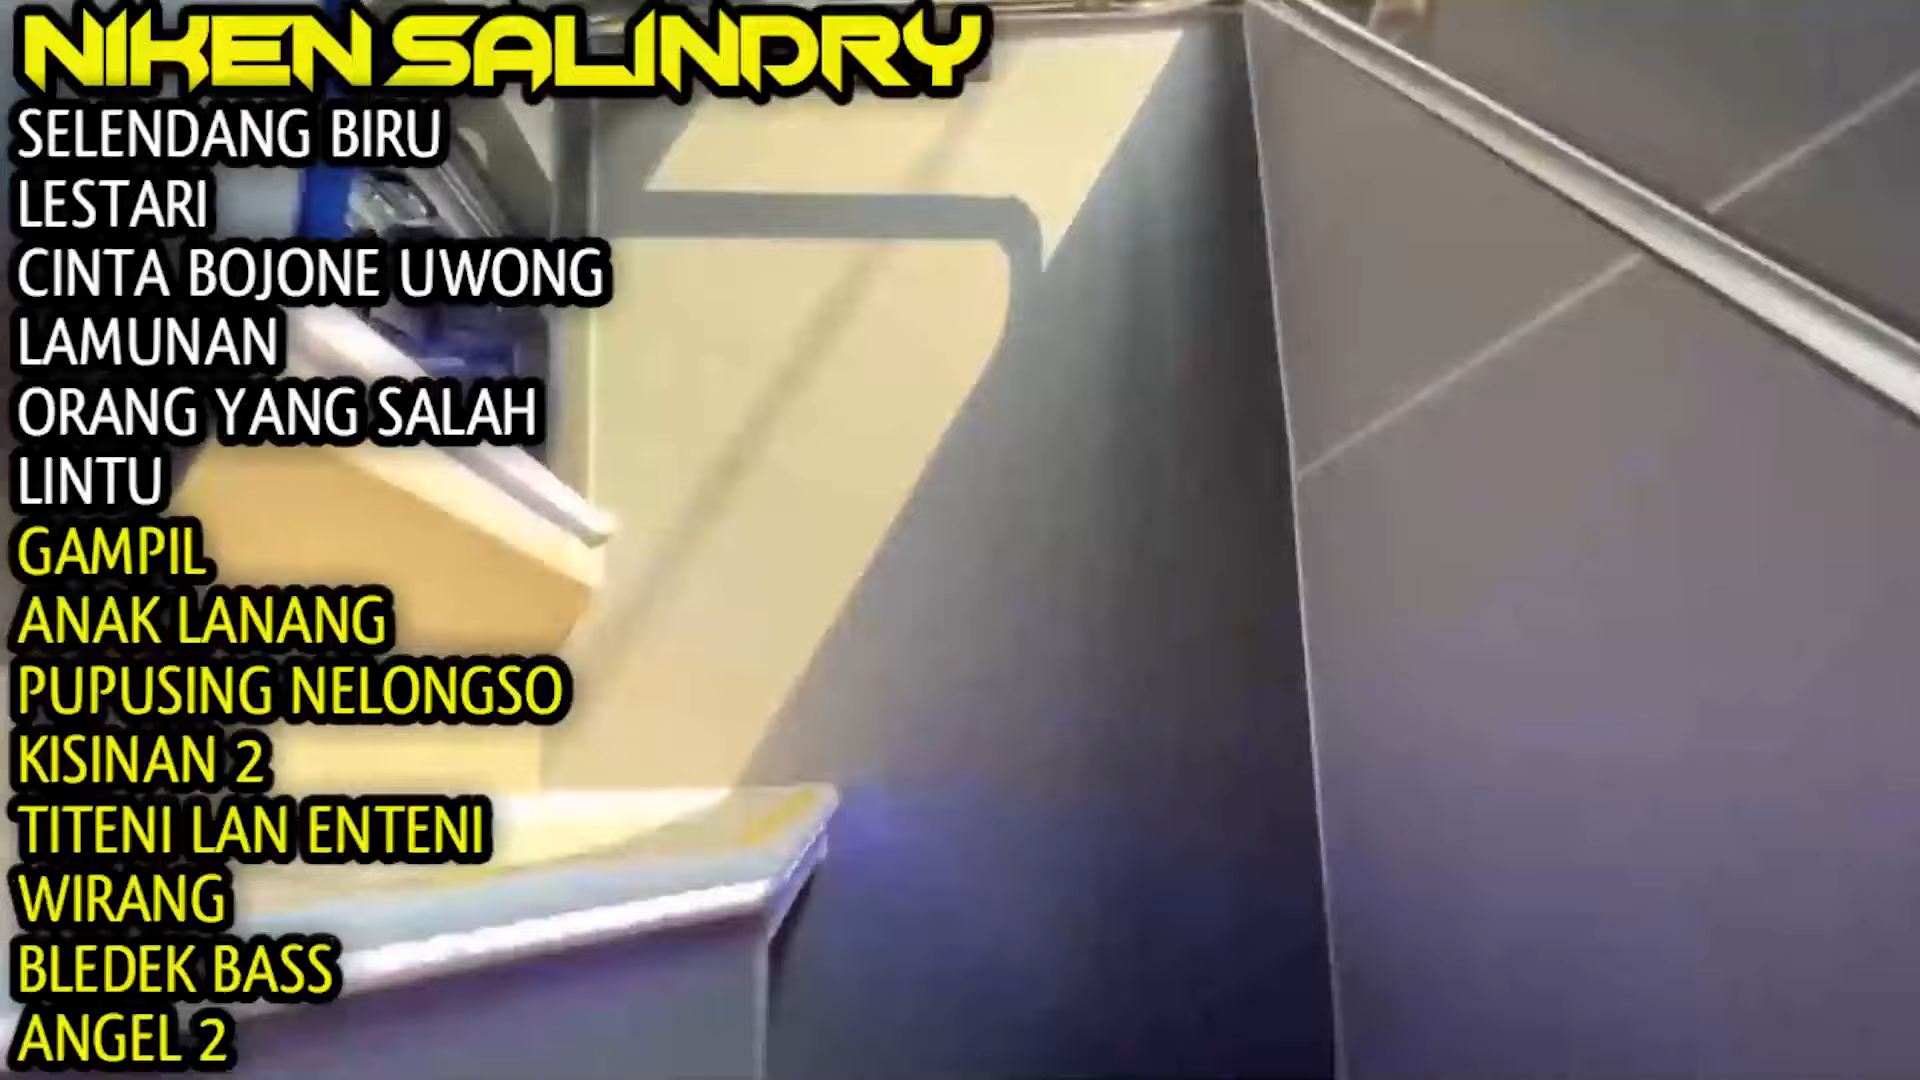 NIKEN SALINDRY
SELENDANG BIRU
LESTARI
CINTA BOJONE UWONG
LAMUNAN
ORANG YANG SALAH
LINTU
GAMPIL
ANAK LANANG
PUPUSING NELONGSO
KISINAN 2
TITENI LAN ENTENI
WIRANG
BLEDEK BASS
ANGEL 2